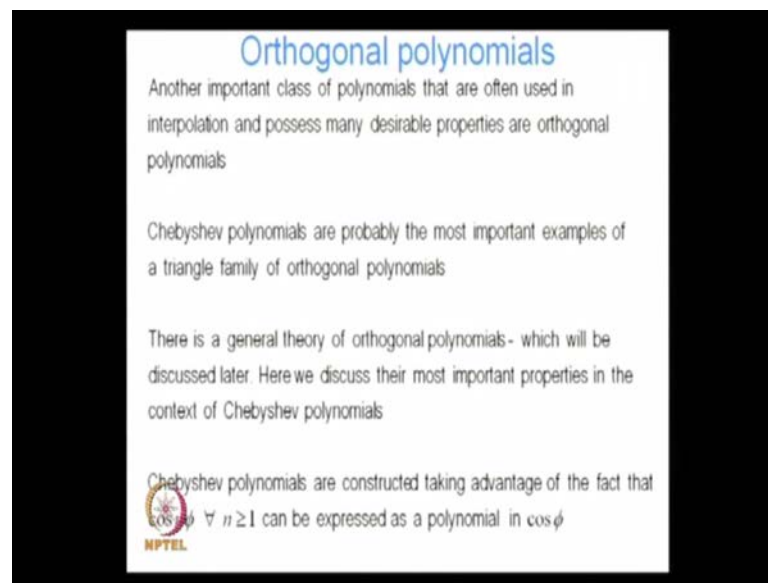 Orthogonal polynomials
Another important class of polynomials that are often used in
interpolation and possess many desirable properties are orthogonal
polynomials
Chebyshev polynomials are probably the most important examples of
a triangle family of orthogonal polynomials
There is a general theory of orthogonal polynomials- which will be
discussed later. Here we discuss their most important properties in the
context of Chebyshev polynomials
Chebyshev polynomials are constructed taking advantage of the fact that
cos nϕ ∀ n≥1 can be expressed as a polynomial in cosϕ
NPTEL